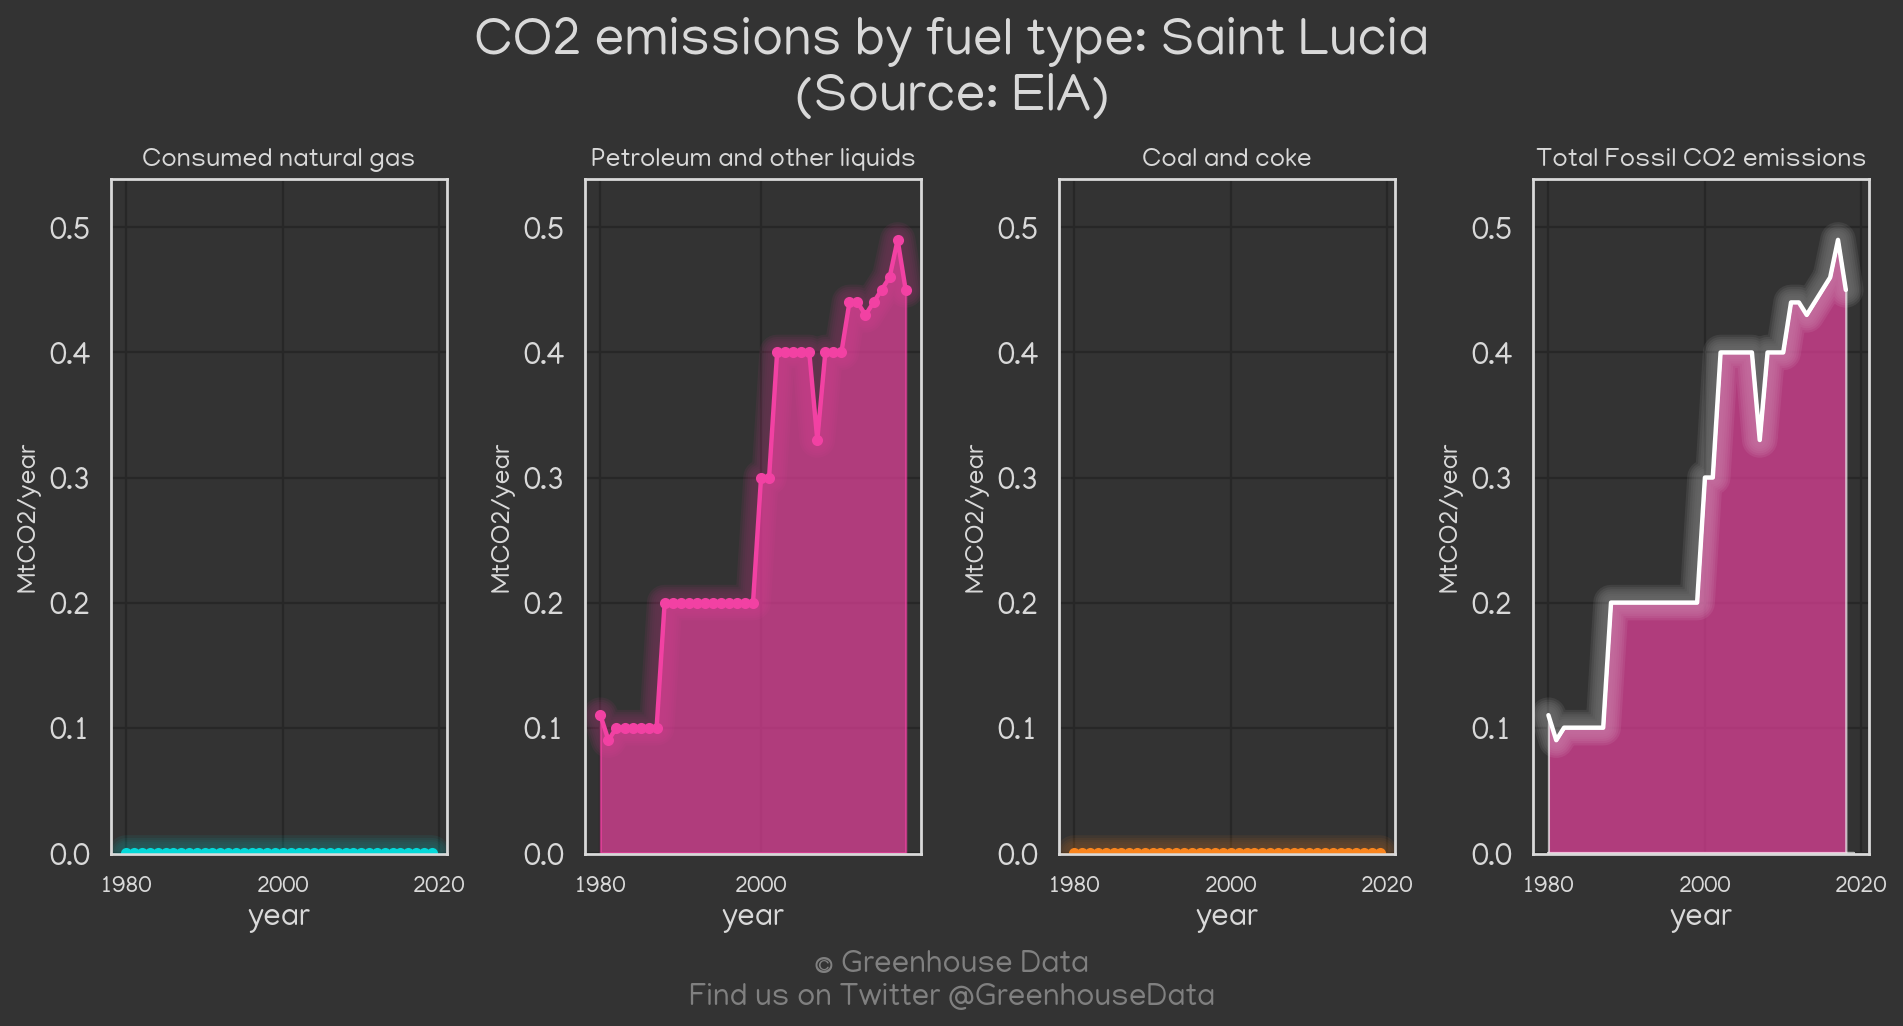 CO2 emissions by fuel type: Saint Lucia
(Source: EIA)
Consumed natural gas
0.5
0.4
0.3
0.2
0.1
0.0
MtCO2/year
1980 2000 2020
year
Petroleum and other liquids
0.5
0.4
0.3
0.2
0.1
0.0
MtCO2/year
1980 2000
year
Coal and coke
0.5
0.4
0.3
0.2
0.1
0.0
MtCO2/year
1980 2000 2020
year
Total Fossil CO2 emissions
0.5
0.4
0.3
0.2
0.1
0.0
MtCO2/year
1980 2000 2020
year
© Greenhouse Data
Find us on Twitter @GreenhouseData